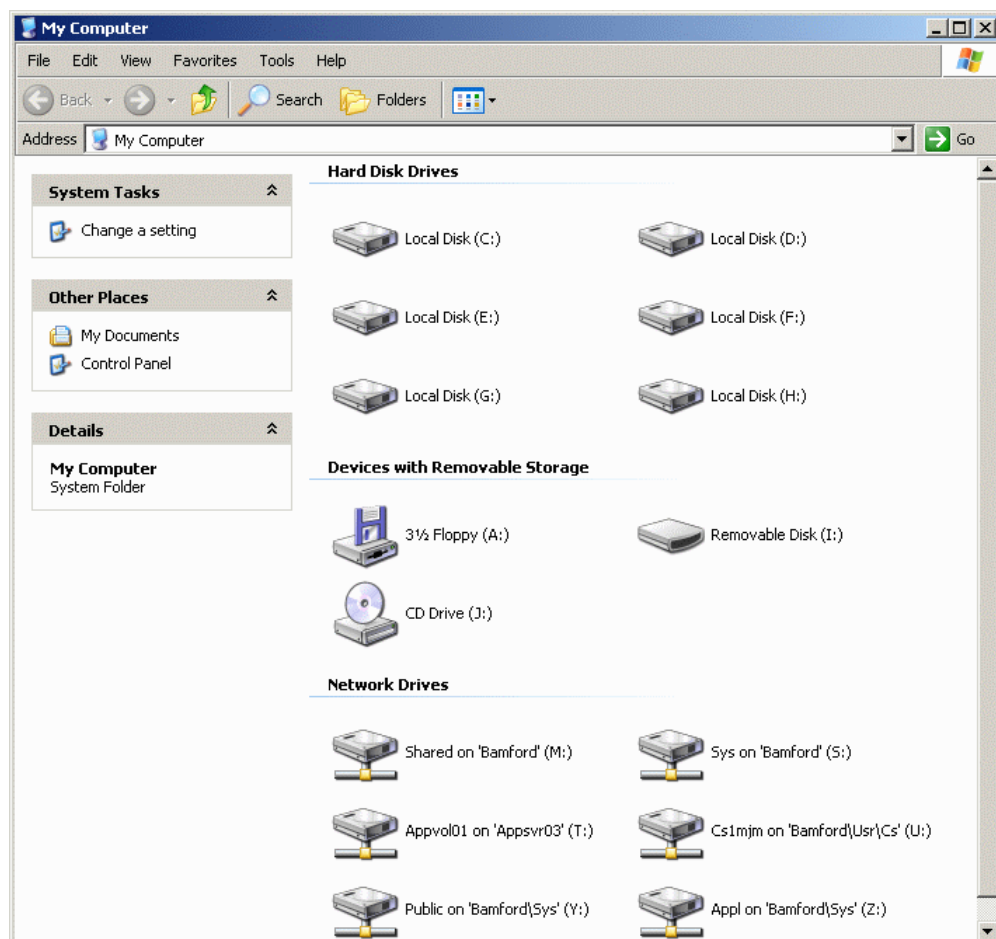 My Computer
File Edit View Favorites Tools Help
Back Search Folders
Address My Computer Go
System Tasks
Change a setting
Other Places
My Documents
Control Panel
Details
My Computer
System Folder
Hard Disk Drives
Local Disk (C:) Local Disk (D:)
Local Disk (E:) Local Disk (F:)
Local Disk (G:) Local Disk (H:)
Devices with Removable Storage
3½ Floppy (A:) Removable Disk (I:)
CD Drive (J:)
Network Drives
Shared on 'Bamford' (M:) Sys on 'Bamford' (S:)
Appvol01 on 'Appsvr03' (T:) Cs1mjm on 'Bamford\Usr\Cs' (U:)
Public on 'Bamford\Sys' (Y:) Appl on 'Bamford\Sys' (Z:)